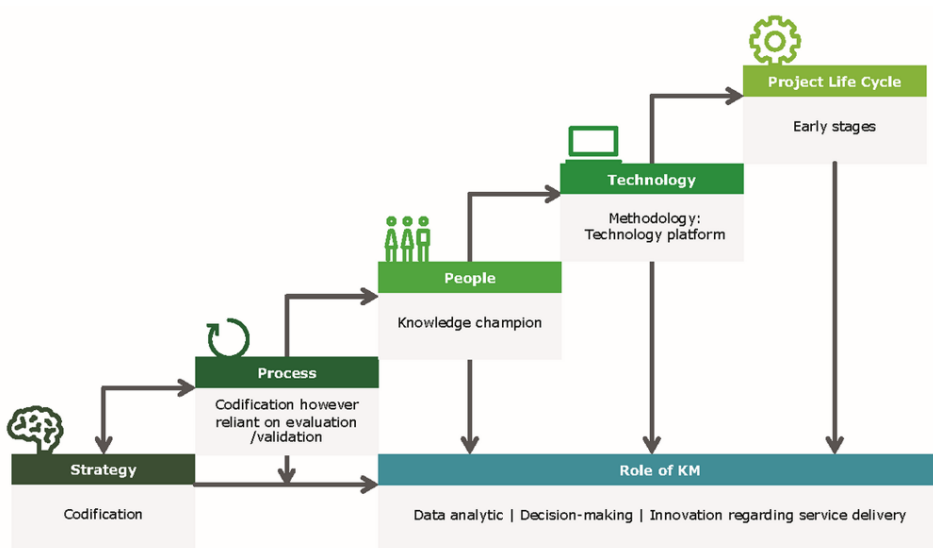 Project Life Cycle
Early stages
Technology
Methodology:
Technology platform
People
Knowledge champion
Process
Codification however
reliant on evaluation
/validation
Strategy
Codification
Role of KM
Data analytic | Decision-making | Innovation regarding service delivery